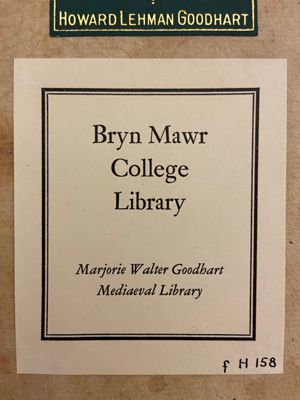 Howard Lehman Goodhart
Bryn Mawr
College
Library
Marjorie Walter Goodhart
Mediaeval Library
f H 158